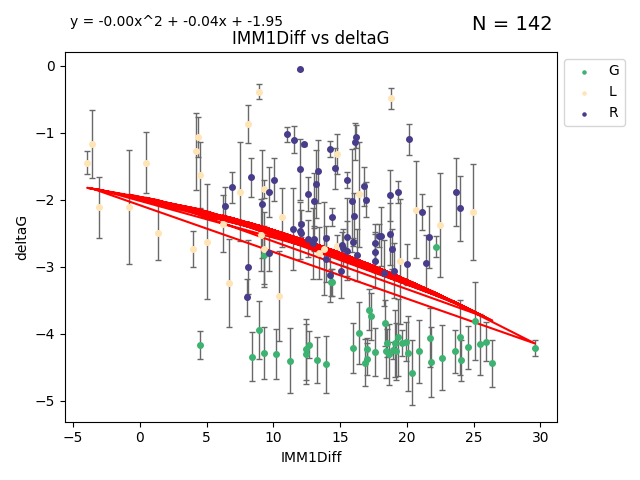 y = -0.00x^2 + -0.04x + -1.95
N = 142
IMM1Diff vs deltaG
G
L
R
deltaG
0
−1
−2
−3
−4
−5
−5
0
5
10
15
20
25
30
IMM1Diff